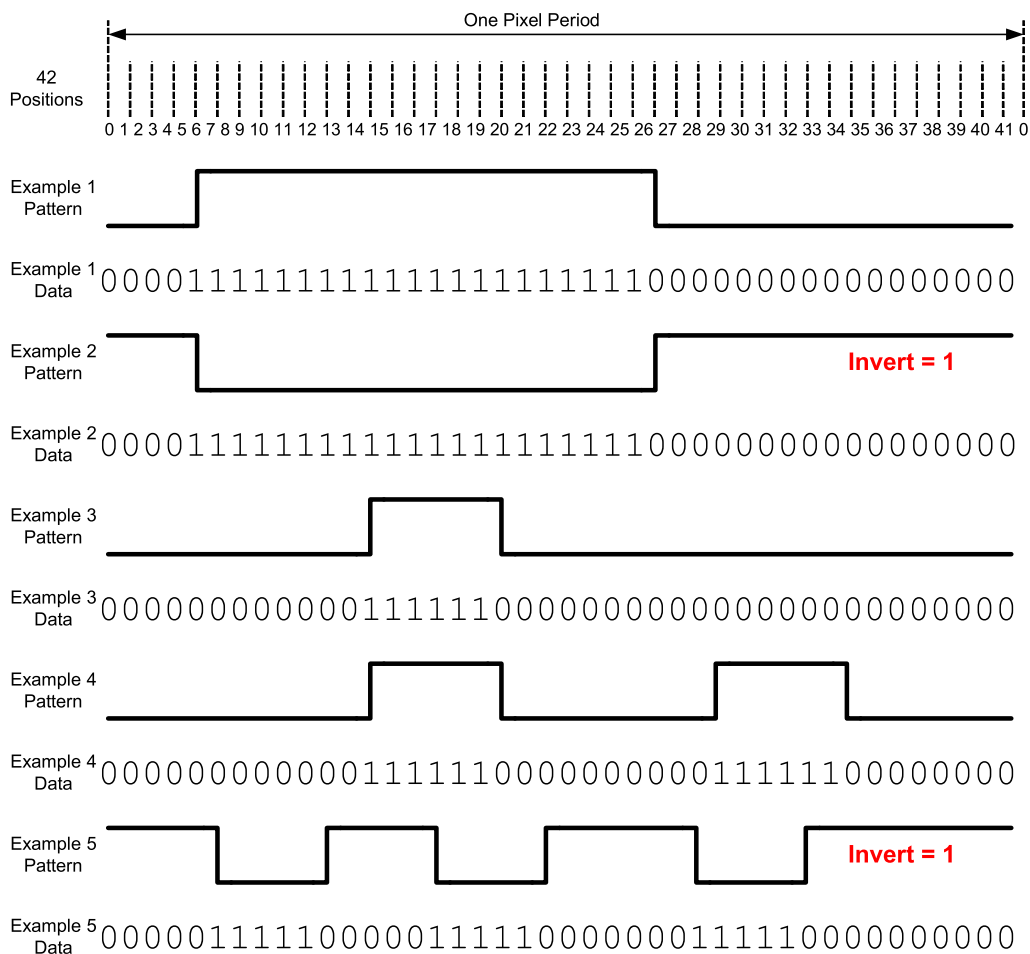 One Pixel Period
42
Positions
0 1 2 3 4 5 6 7 8 9 10 11 12 13 14 15 16 17 18 19 20 21 22 23 24 25 26 27 28 29 30 31 32 33 34 35 36 37 38 39 40 41 0
Example 1
Pattern
Example 1
Data
000011111111111111111111100000000000000000
Example 2
Pattern
Invert = 1
Example 2
Data
000011111111111111111111100000000000000000
Example 3
Pattern
Example 3
Data
000000000000111111000000000000000000000000
Example 4
Pattern
Example 4
Data
000000000000111111000000000011111100000000
Example 5
Pattern
Invert = 1
Example 5
Data
000001111100000111110000000111110000000000